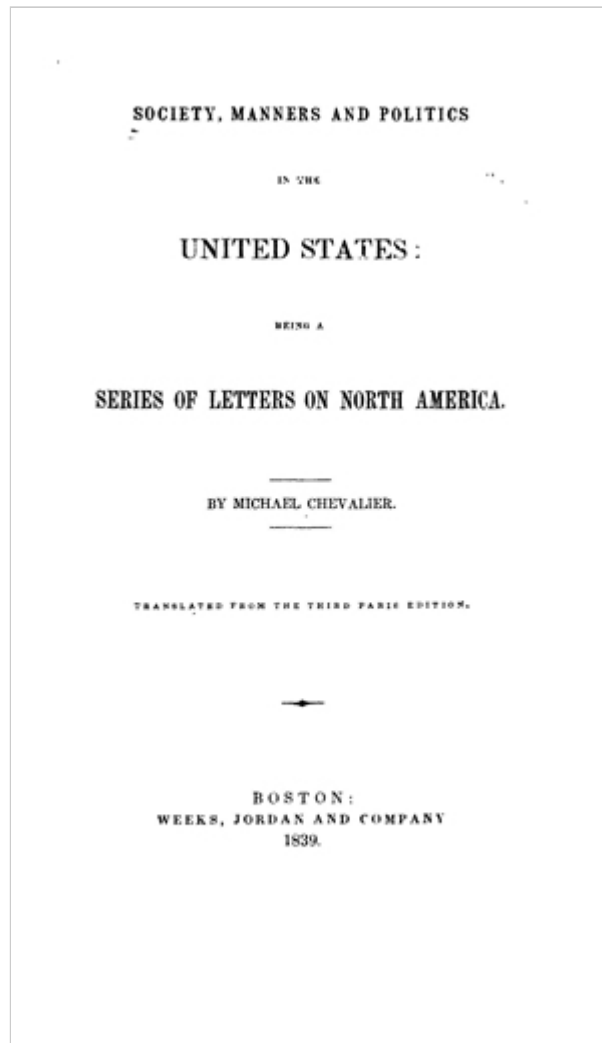 SOCIETY, MANNERS AND POLITICS
IN THE
UNITED STATES:
BEING A
SERIES OF LETTERS ON NORTH AMERICA.
BY MICHAEL CHEVALIER.
TRANSLATED FROM THE THIRD PARIS EDITION.
BOSTON:
WEEKS, JORDAN AND COMPANY
1839.